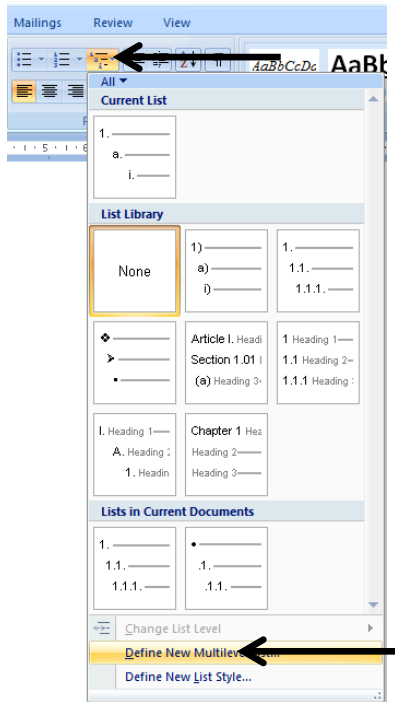 Mailings Review View
AaBbCcDc AaBb
All
5
Current List
1.
a.
i.
List Library
None
1)
a)
i)
1.
1.1.
1.1.1.
Article I. Headi
Section 1.01
(a) Heading 3-
1 Heading 1
1.1 Heading 2
1.1.1 Heading
I. Heading 1
A. Heading 2
1. Headin
Chapter 1 Hea
Heading 2
Heading 3
Lists in Current Documents
1.
1.1.
1.1.1.
.1.
.1.1.
Change List Level
Define New
Define New List Style...